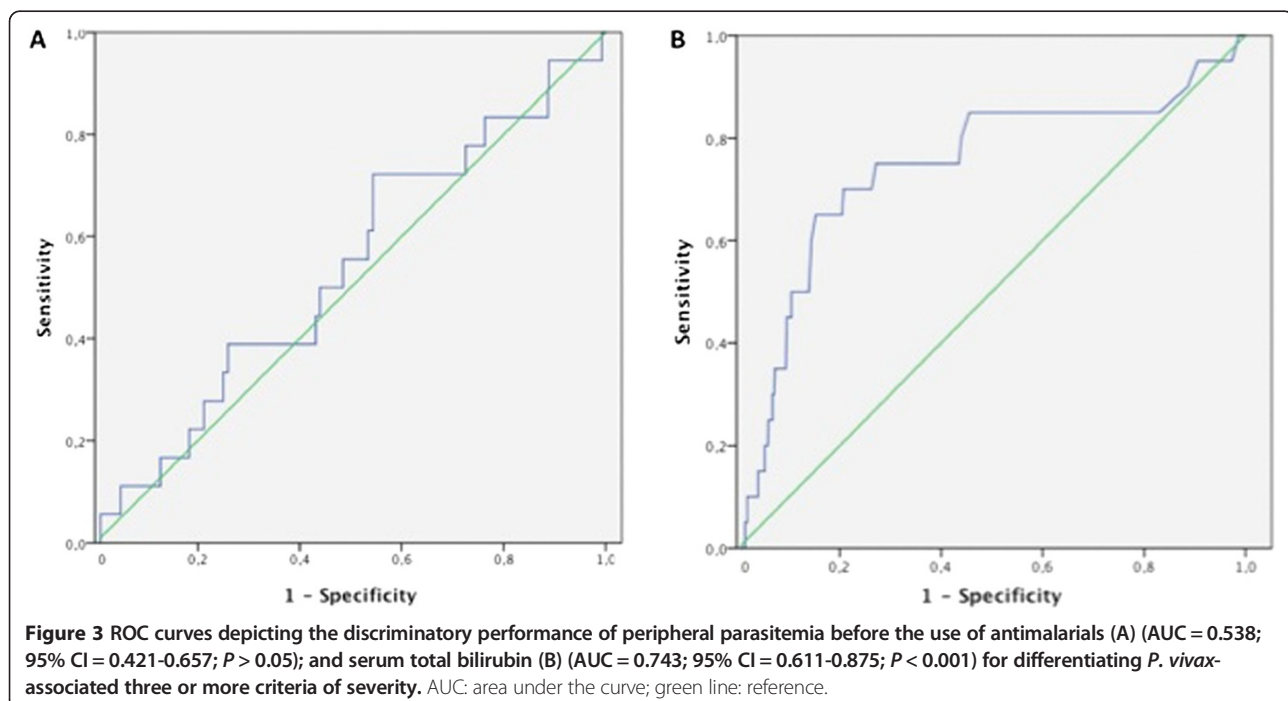 A
1,0
0,8
0,6
0,4
0,2
0,0
Sensitivity
0 0,2 0,4 0,6 0,8 1,0
1 - Specificity
B
1,0
0,8
0,6
0,4
0,2
0,0
Sensitivity
0 0,2 0,4 0,6 0,8 1,0
1 - Specificity
Figure 3 ROC curves depicting the discriminatory performance of peripheral parasitemia before the use of antimalarials (A) (AUC = 0.538;
95% CI = 0.421-0.657; P > 0.05); and serum total bilirubin (B) (AUC = 0.743; 95% CI = 0.611-0.875; P < 0.001) for differentiating P. vivax-
associated three or more criteria of severity. AUC: area under the curve; green line: reference.